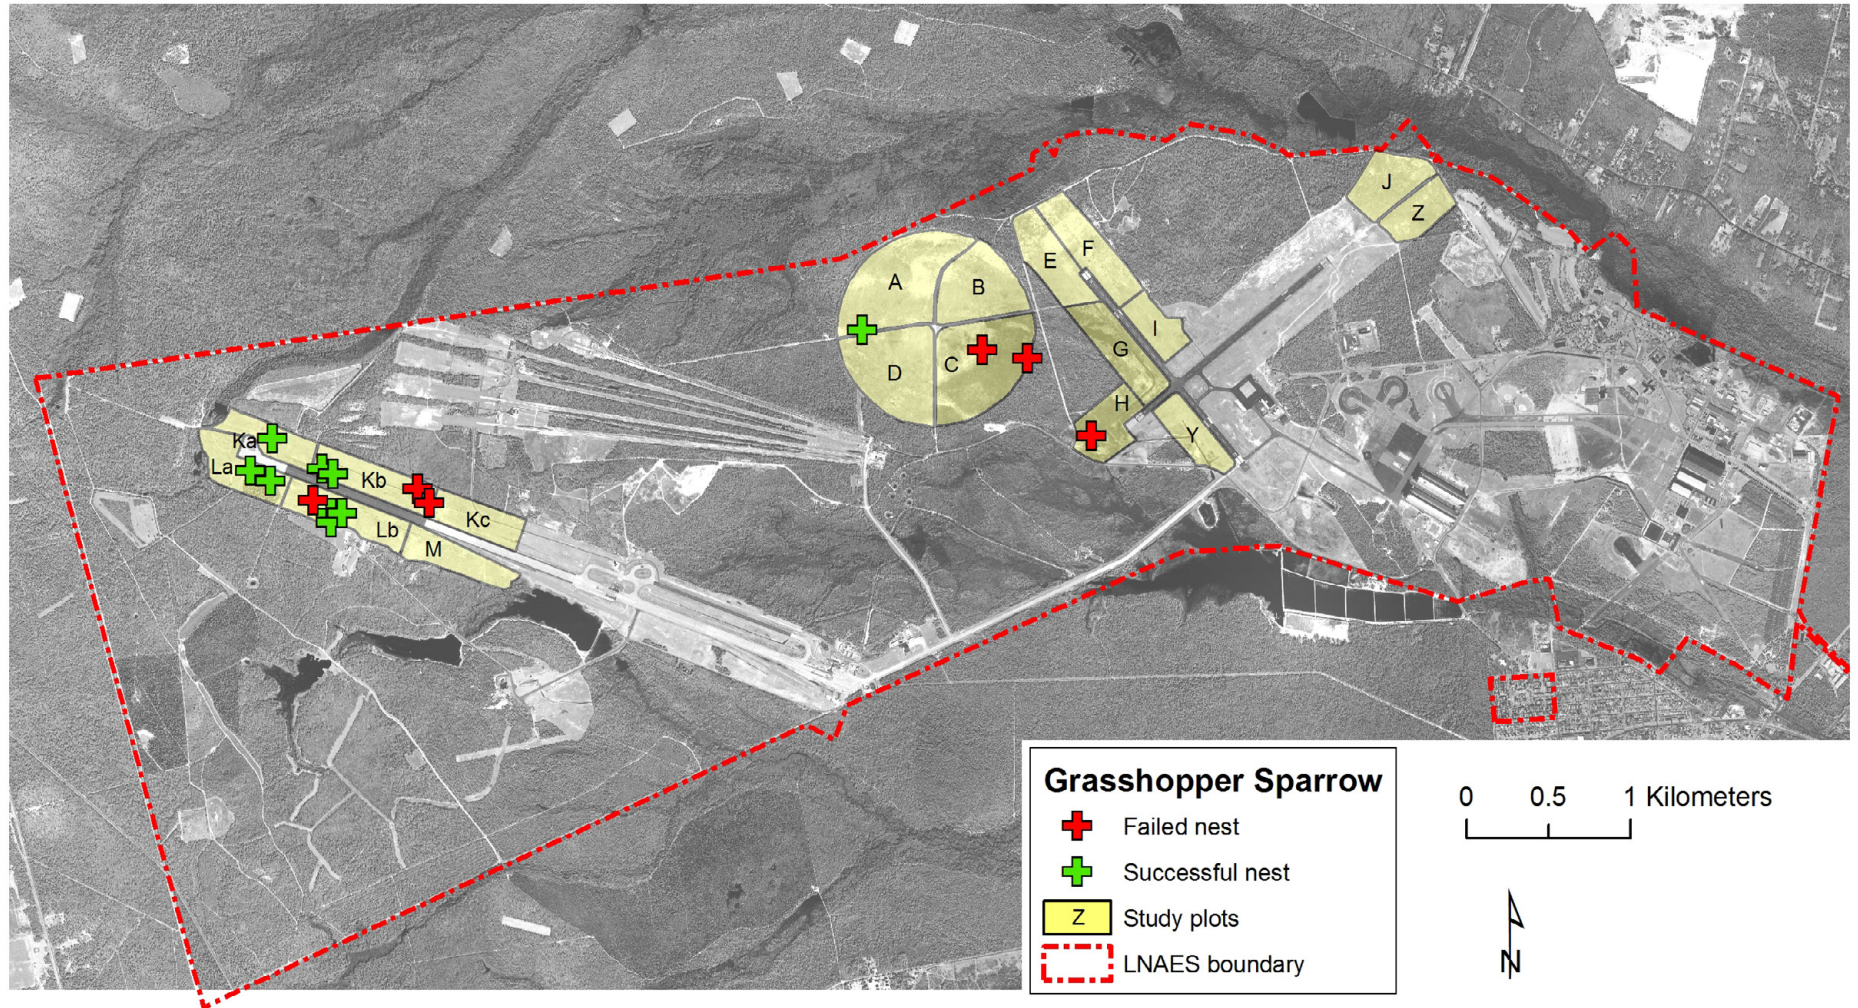 J
Z
F
E
A
B
I
G
C
D
H
Y
Ka
La
Kb
Kc
Lb
M
Grasshopper Sparrow
Failed nest
Successful nest
Z Study plots
LNAES boundary
0 0.5 1 Kilometers
N